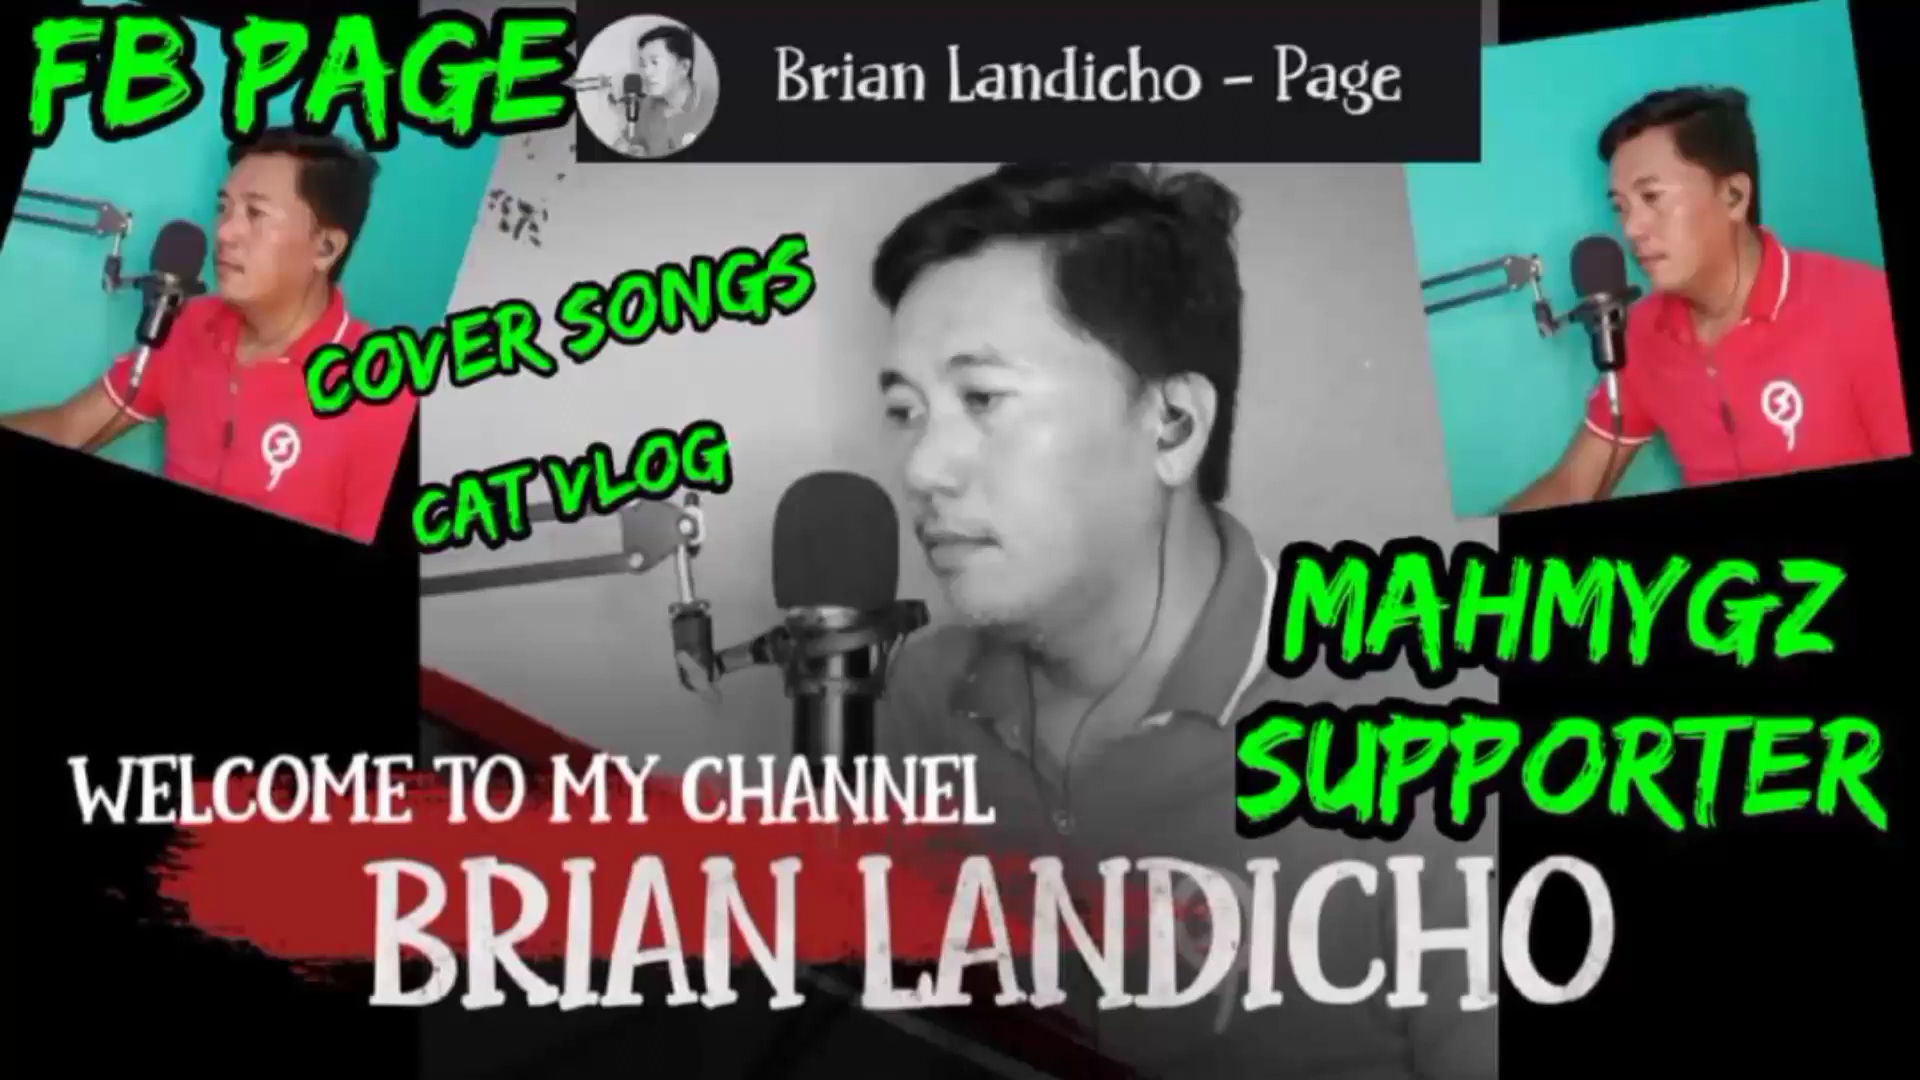 FB PAGE
Brian Landicho - Page
COVER SONGS
CAT VLOG
MAHMYGZ
SUPPORTER
WELCOME TO MY CHANNEL
BRIAN LANDICHO